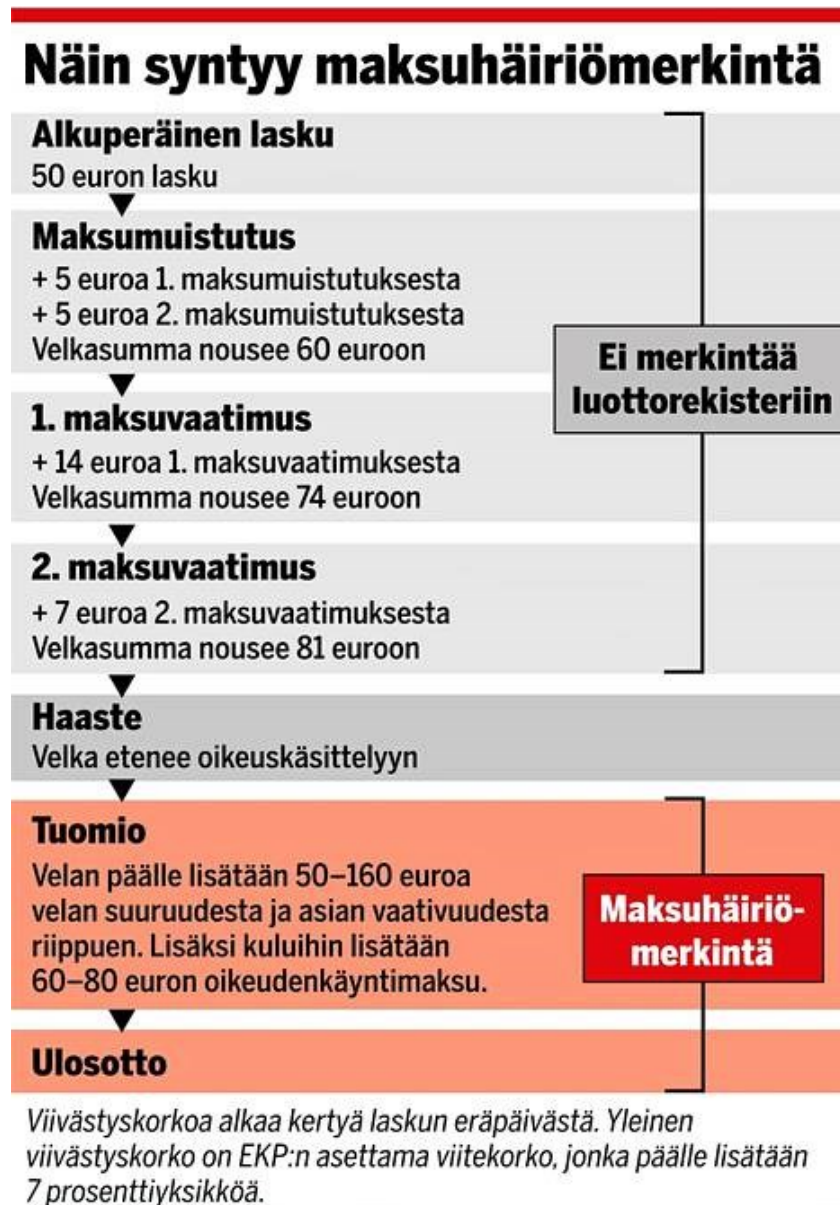 Näin syntyy maksuhäiriömerkintä
Alkuperäinen lasku
50 euron lasku
Maksumuistutus
+ 5 euroa 1. maksumuistutuksesta
+ 5 euroa 2. maksumuistutuksesta
Velkasumma nousee 60 euroon
Ei merkintää
luottorekisteriin
1. maksuvaatimus
+ 14 euroa 1. maksuvaatimuksesta
Velkasumma nousee 74 euroon
2. maksuvaatimus
+ 7 euroa 2. maksuvaatimuksesta
Velkasumma nousee 81 euroon
Haaste
Velka etenee oikeuskäsittelyyn
Tuomio
Velan päälle lisätään 50–160 euroa
velan suuruudesta ja asian vaativuudesta
riippuen. Lisäksi kuluihin lisätään
60–80 euron oikeudenkäyntimaksu.
Maksuhäiriö-
merkintä
Ulosotto
Viivästyskorkoa alkaa kertyä laskun eräpäivästä. Yleinen
viivästyskorko on EKP:n asettama viitekorko, jonka päälle lisätään
7 prosenttiyksikköä.